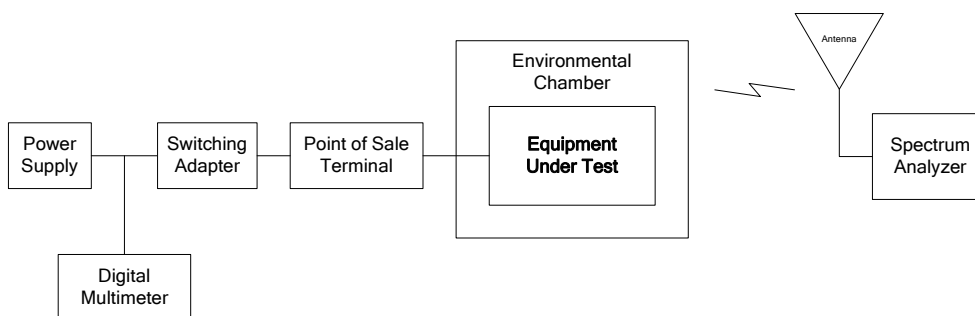 Antenna
Environmental
Chamber
Power
Supply
Switching
Adapter
Point of Sale
Terminal
Equipment
Under Test
Spectrum
Analyzer
Digital
Multimeter